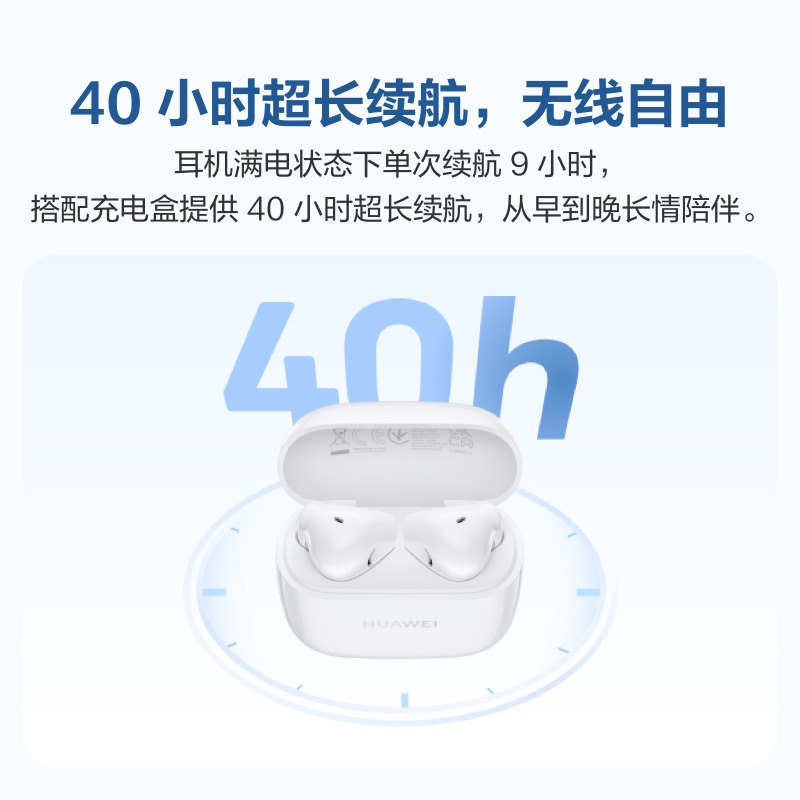 40 小时超长续航，无线自由
耳机满电状态下单次续航 9 小时，
搭配充电盒提供 40 小时超长续航，从早到晚长情陪伴。
40h
HUAWEI